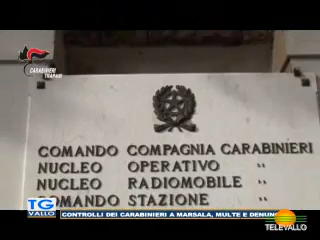 CARABINIERI
TRAPANI
COMANDO COMPAGNIA CARABINIERI
NUCLEO OPERATIVO "
NUCLEO RADIOMOBILE "
COMANDO STAZIONE "
TG
VALLO
CONTROLLI DEI CARABINIERI A MARSALA, MULTE E DENUN
TELEVALLO